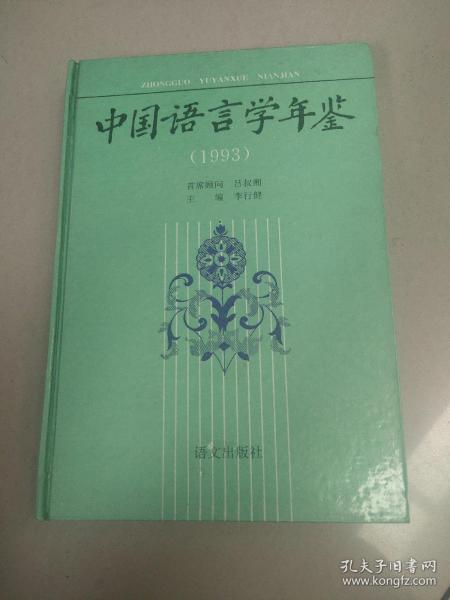 ZHONGGUO YUYANXUE NIANJIAN
中国语言学年鉴
(1993)
首席顾问 吕叔湘
主 编 李行健
语文出版社
孔夫子旧书网
www.kongfz.com